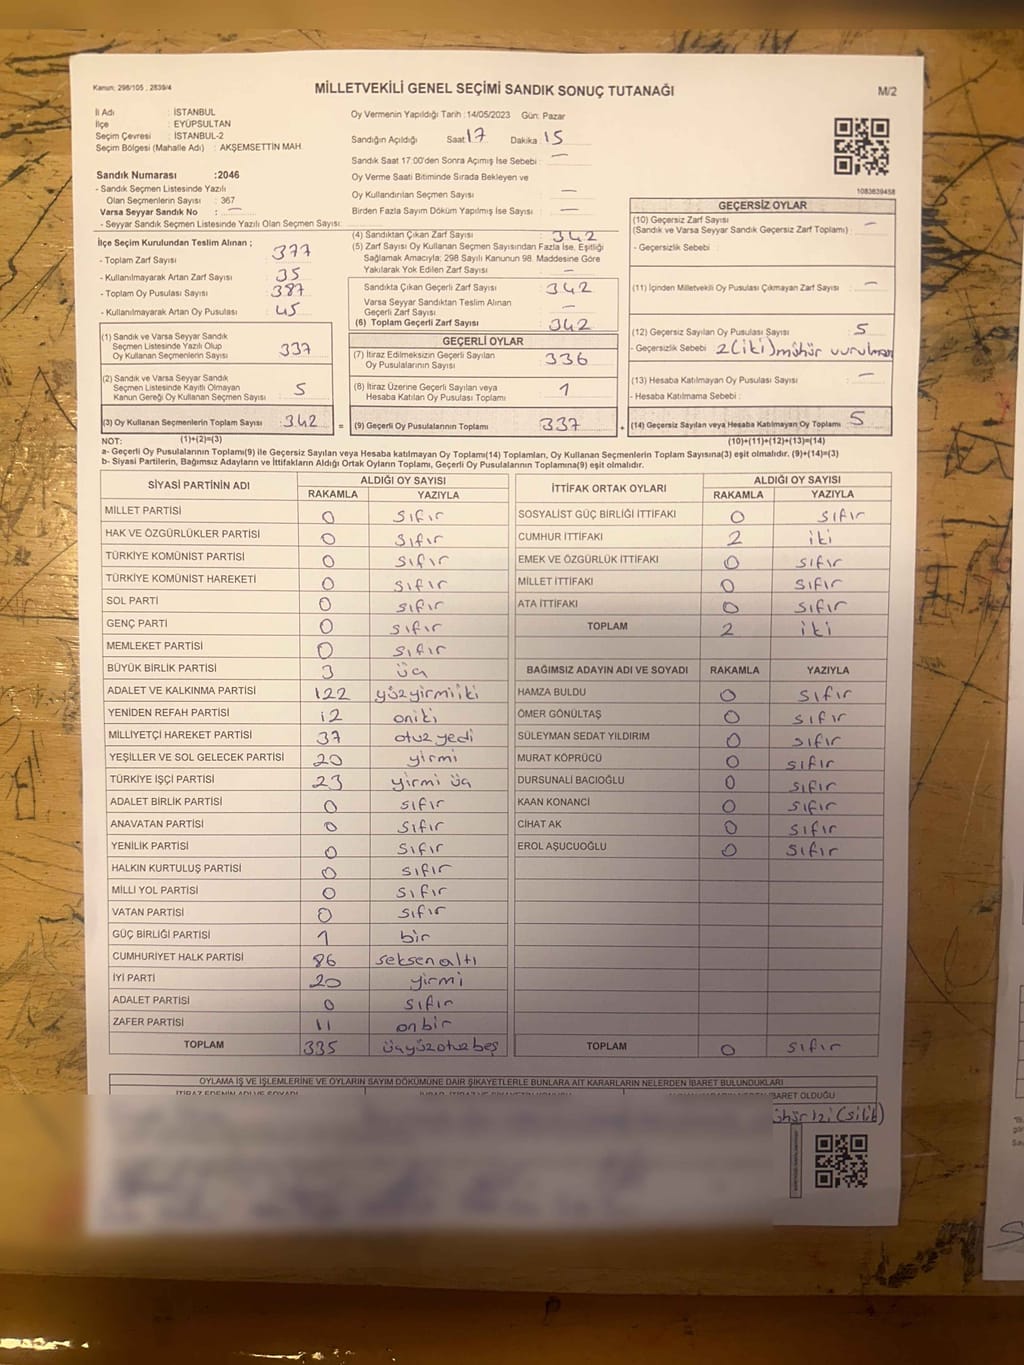 Kanun: 298/105 , 2839/4
MİLLETVEKİLİ GENEL SEÇİMİ SANDIK SONUÇ TUTANAĞI
M/2
İl Adı : İSTANBUL
İlçe : EYÜPSULTAN
Seçim Çevresi : İSTANBUL-2
Seçim Bölgesi (Mahalle Adı) : AKŞEMSETTİN MAH.
Oy Vermenin Yapıldığı Tarih : 14/05/2023 Gün: Pazar
Sandığın Açıldığı Saat 17 Dakika 15
Sandık Saat 17:00'den Sonra Açımış İse Sebebi : —
Oy Verme Saati Bitiminde Sırada Bekleyen ve
Oy Kullandırılan Seçmen Sayısı —
Birden Fazla Sayım Döküm Yapılmış İse Sayısı : —
1083639458
Sandık Numarası :2046
- Sandık Seçmen Listesinde Yazılı
Olan Seçmenlerin Sayısı : 367
Varsa Seyyar Sandık No : —
- Seyyar Sandık Seçmen Listesinde Yazılı Olan Seçmen Sayısı:
İlçe Seçim Kurulundan Teslim Alınan ;
- Toplam Zarf Sayısı 377
- Kullanılmayarak Artan Zarf Sayısı 35
- Toplam Oy Pusulası Sayısı 387
- Kullanılmayarak Artan Oy Pusulası 45
(1) Sandık ve Varsa Seyyar Sandık
Seçmen Listesinde Yazılı Olup
Oy Kullanan Seçmenlerin Sayısı 337
(2) Sandık ve Varsa Seyyar Sandık
Seçmen Listesinde Kayıtlı Olmayan
Kanun Gereği Oy Kullanan Seçmen Sayısı 5
(3) Oy Kullanan Seçmenlerin Toplam Sayısı 342 =
(4) Sandıktan Çıkan Zarf Sayısı 342
(5) Zarf Sayısı Oy Kullanan Seçmen Sayısından Fazla İse, Eşitliği
Sağlamak Amacıyla; 298 Sayılı Kanunun 98. Maddesine Göre
Yakılarak Yok Edilen Zarf Sayısı —
Sandıkta Çıkan Geçerli Zarf Sayısı 342
Varsa Seyyar Sandıktan Teslim Alınan
Geçerli Zarf Sayısı —
(6) Toplam Geçerli Zarf Sayısı 342
GEÇERLİ OYLAR
(7) İtiraz Edilmeksizin Geçerli Sayılan
Oy Pusulasının Sayısı 336
(8) İtiraz Üzerine Geçerli Sayılan veya
Hesaba Katılan Oy Pusulası Toplamı 1
(9) Geçerli Oy Pusulalarının Toplamı 337 +
GEÇERSİZ OYLAR
(10) Geçersiz Zarf Sayısı
(Sandık ve Varsa Seyyar Sandık Geçersiz Zarf Toplamı) : —
- Geçersizlik Sebebi :
(11) İçinden Milletvekili Oy Pusulası Çıkmayan Zarf Sayısı —
(12) Geçersiz Sayılan Oy Pusulası Sayısı 5
- Geçersizlik Sebebi 2(iki) mühür vurulması
(13) Hesaba Katılmayan Oy Pusulası Sayısı —
- Hesaba Katılmama Sebebi :
(14) Geçersiz Sayılan veya Hesaba Katılmayan Oy Toplamı 5
NOT: (1)+(2)=(3) (10)+(11)+(12)+(13)=(14)
a- Geçerli Oy Pusulalarının Toplamı(9) ile Geçersiz Sayılan veya Hesaba katılmayan Oy Toplamı(14) Toplamları, Oy Kullanan Seçmenlerin Toplam Sayısına(3) eşit olmalıdır. (9)+(14)=(3)
b- Siyasi Partilerin, Bağımsız Adayların ve İttifakların Aldığı Ortak Oyların Toplamı, Geçerli Oy Pusulalarının Toplamına(9) eşit olmalıdır.
SİYASİ PARTİNİN ADI ALDIĞI OY SAYISI
RAKAMLA YAZIYLA
MİLLET PARTİSİ 0 sıfır
HAK VE ÖZGÜRLÜKLER PARTİSİ 0 sıfır
TÜRKİYE KOMÜNİST PARTİSİ 0 sıfır
TÜRKİYE KOMÜNİST HAREKETİ 0 sıfır
SOL PARTİ 0 sıfır
GENÇ PARTİ 0 sıfır
MEMLEKET PARTİSİ 0 sıfır
BÜYÜK BİRLİK PARTİSİ 3 üç
ADALET VE KALKINMA PARTİSİ 122 yüzyirmiiki
YENİDEN REFAH PARTİSİ 12 oniki
MİLLİYETÇİ HAREKET PARTİSİ 37 otuz yedi
YEŞİLLER VE SOL GELECEK PARTİSİ 20 yirmi
TÜRKİYE İŞÇİ PARTİSİ 23 yirmi üç
ADALET BİRLİK PARTİSİ 0 sıfır
ANAVATAN PARTİSİ 0 sıfır
YENİLİK PARTİSİ 0 sıfır
HALKIN KURTULUŞ PARTİSİ 0 sıfır
MİLLİ YOL PARTİSİ 0 sıfır
VATAN PARTİSİ 0 sıfır
GÜÇ BİRLİĞİ PARTİSİ 1 bir
CUMHURİYET HALK PARTİSİ 86 seksenaltı
İYİ PARTİ 20 yirmi
ADALET PARTİSİ 0 sıfır
ZAFER PARTİSİ 11 onbir
TOPLAM 335 üçyüzotuzbeş
İTTİFAK ORTAK OYLARI ALDIĞI OY SAYISI
RAKAMLA YAZIYLA
SOSYALİST GÜÇ BİRLİĞİ İTTİFAKI 0 sıfır
CUMHUR İTTİFAKI 2 iki
EMEK VE ÖZGÜRLÜK İTTİFAKI 0 sıfır
MİLLET İTTİFAKI 0 sıfır
ATA İTTİFAKI 0 sıfır
TOPLAM 2 iki
BAĞIMSIZ ADAYIN ADI VE SOYADI RAKAMLA YAZIYLA
HAMZA BULDU 0 sıfır
ÖMER GÖNÜLTAŞ 0 sıfır
SÜLEYMAN SEDAT YILDIRIM 0 sıfır
MURAT KÖPRÜCÜ 0 sıfır
DURSUNALİ BACIOĞLU 0 sıfır
KAAN KONANCİ 0 sıfır
CİHAT AK 0 sıfır
EROL AŞUCUOĞLU 0 sıfır
TOPLAM 0 sıfır
OYLAMA İŞ VE İŞLEMLERİNE VE OYLARIN SAYIM DÖKÜMÜNE DAİR ŞİKAYETLERLE BUNLARA AİT KARARLARIN NELERDEN İBARET BULUNDUKLARI
İTİRAZ EDENİN ADI VE SOYADI
İBARET OLDUĞU
(silik)